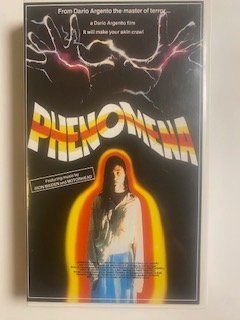 From Dario Argento the master of terror...
a Dario Argento film
it will make your skin crawl
PHENOMENA
Featuring music by
IRON MAIDEN and MOTORHEAD